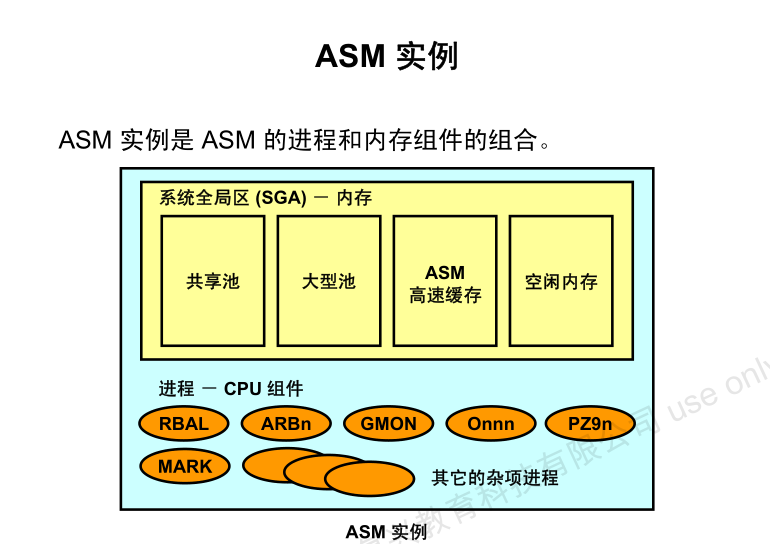 ASM 实例
ASM 实例是 ASM 的进程和内存组件的组合。
系统全局区 (SGA) － 内存
共享池
大型池
ASM
高速缓存
空闲内存
进程 － CPU 组件
RBAL
ARBn
GMON
Onnn
PZ9n
MARK
其它的杂项进程
教育科技有限公司 use only
ASM 实例